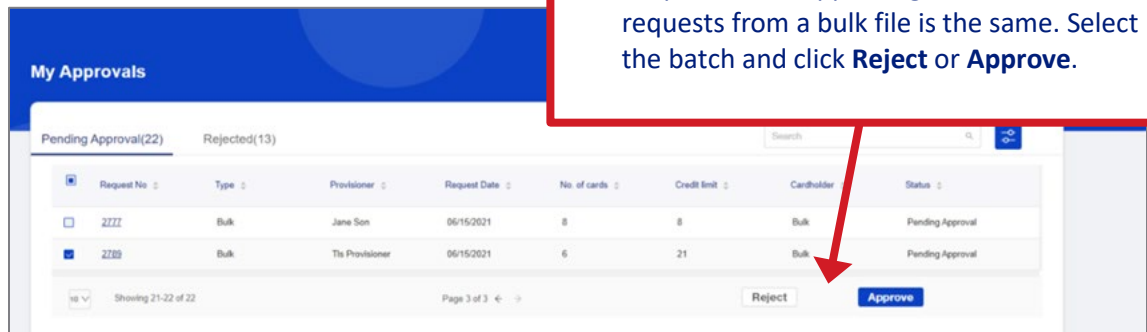 requests from a bulk file is the same. Select
the batch and click Reject or Approve.
My Approvals
Pending Approval(22) Rejected(13) Search
Request No Type Provisioner Request Date No. of cards Credit limit Cardholder Status
2777 Bulk Jane Son 06/15/2021 8 8 Bulk Pending Approval
2789 Bulk TIs Provisioner 06/15/2021 6 21 Bulk Pending Approval
10 Showing 21-22 of 22 Page 3 of 3 Reject Approve